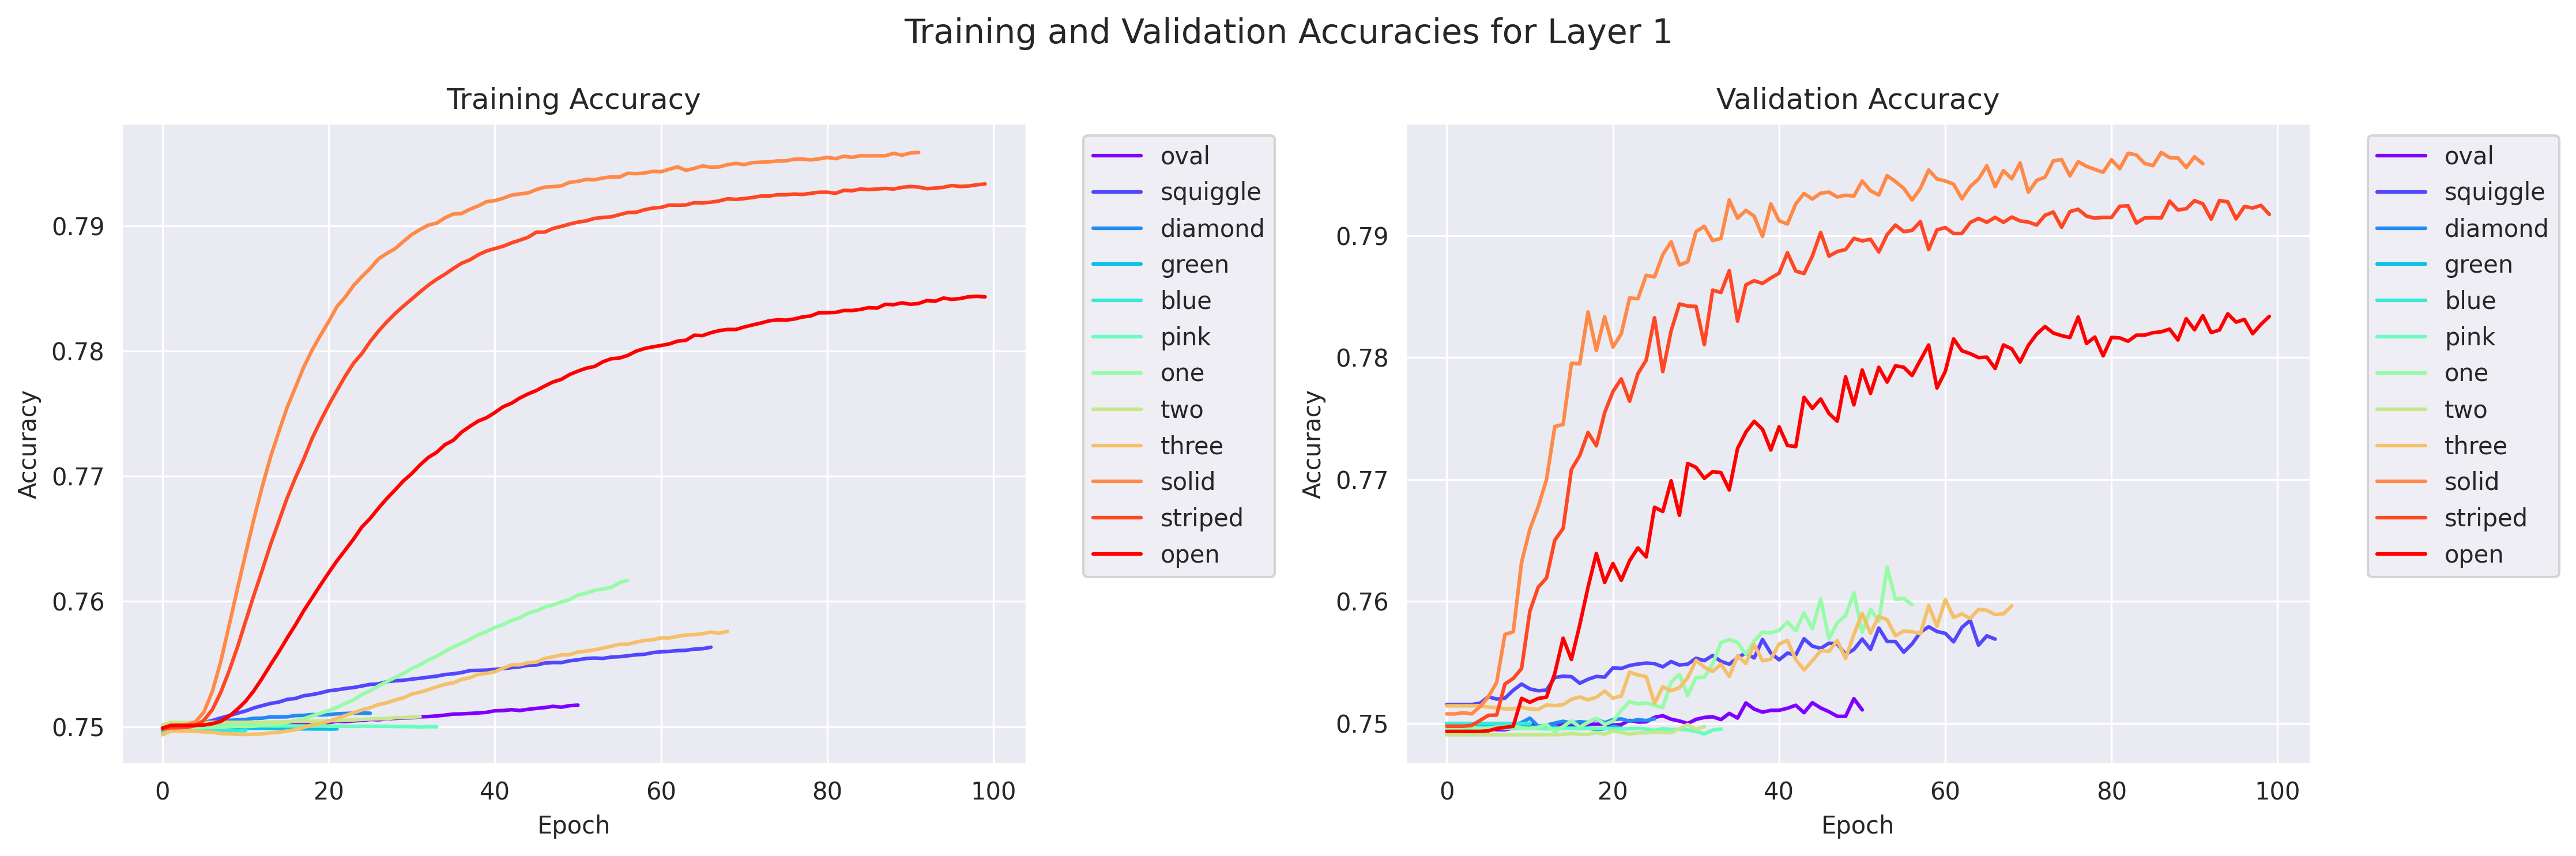 Training and Validation Accuracies for Layer 1
Training Accuracy
Accuracy
0.79
0.78
0.77
0.76
0.75
0
20
40
60
80
100
Epoch
oval
squiggle
diamond
green
blue
pink
one
two
three
solid
striped
open
Validation Accuracy
Accuracy
0.79
0.78
0.77
0.76
0.75
0
20
40
60
80
100
Epoch
oval
squiggle
diamond
green
blue
pink
one
two
three
solid
striped
open